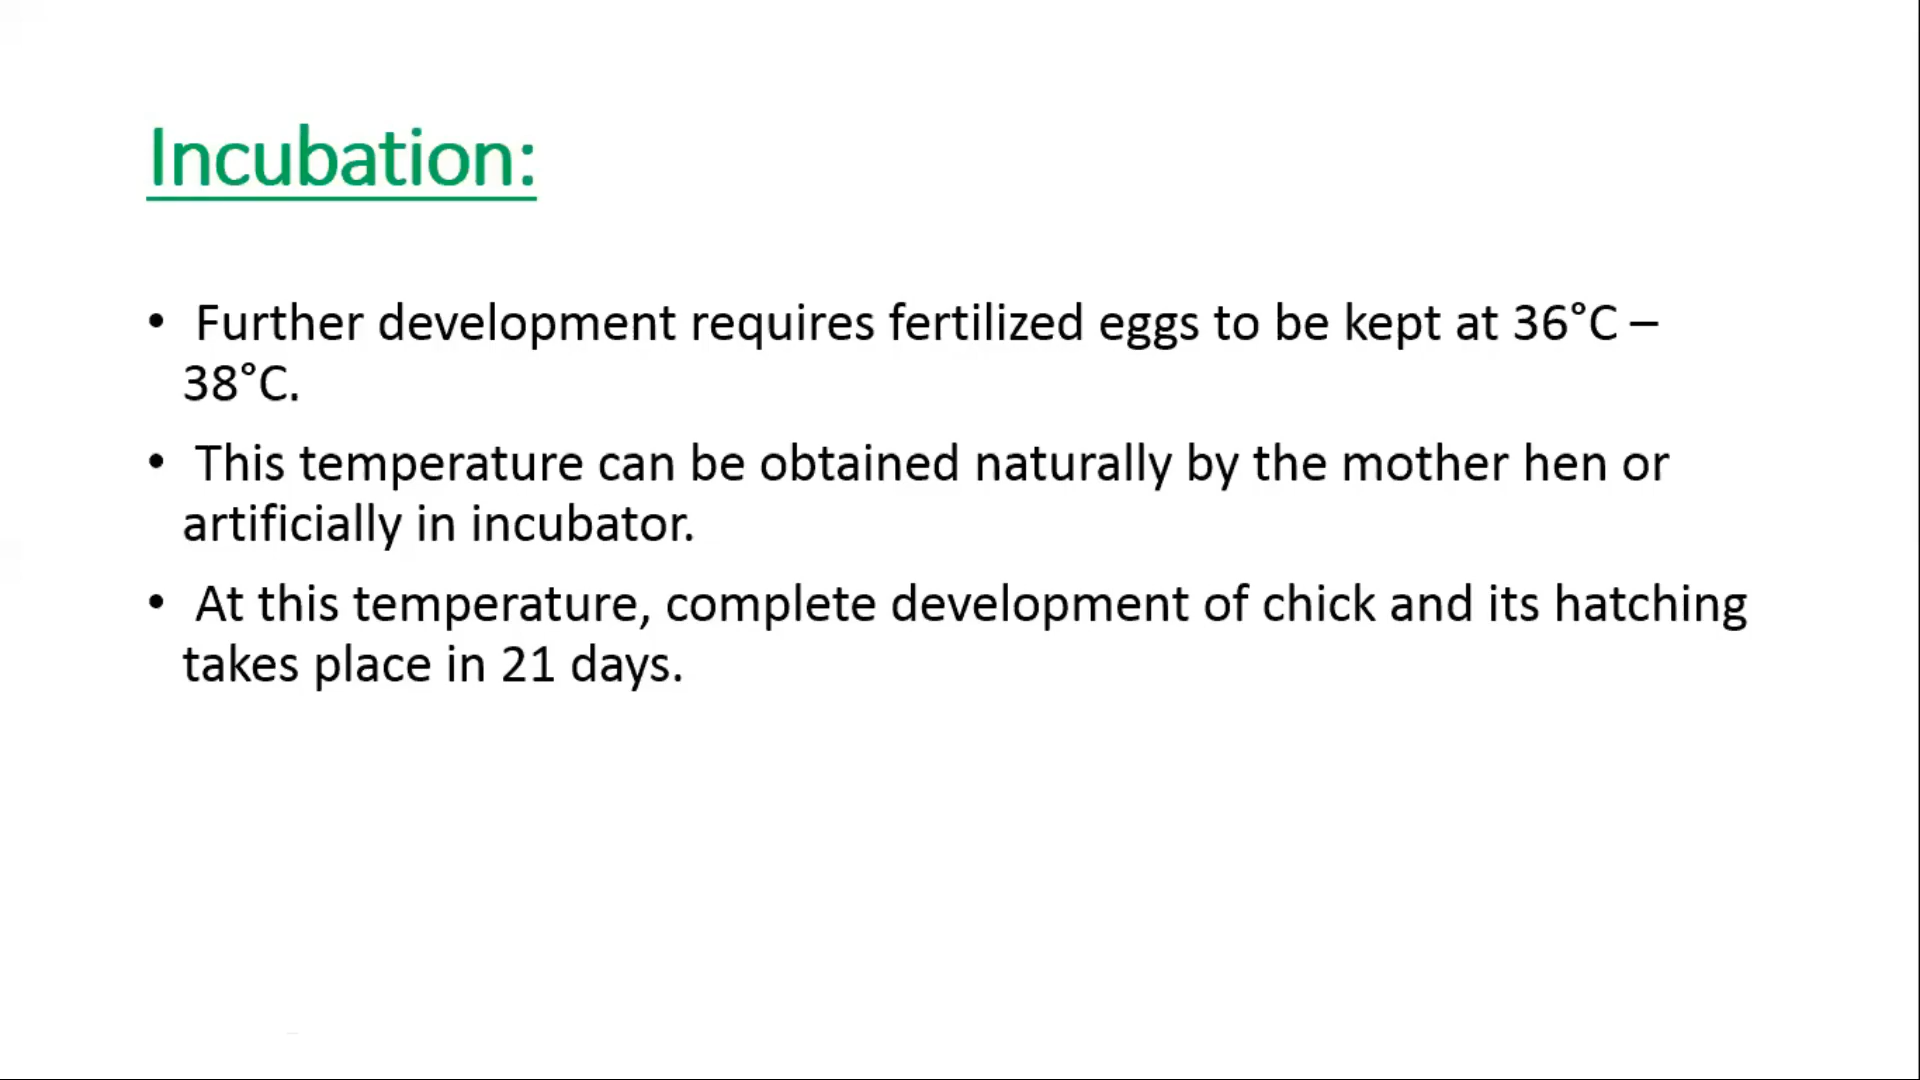 Incubation:
• Further development requires fertilized eggs to be kept at 36°C –
38°C.
• This temperature can be obtained naturally by the mother hen or
artificially in incubator.
• At this temperature, complete development of chick and its hatching
takes place in 21 days.